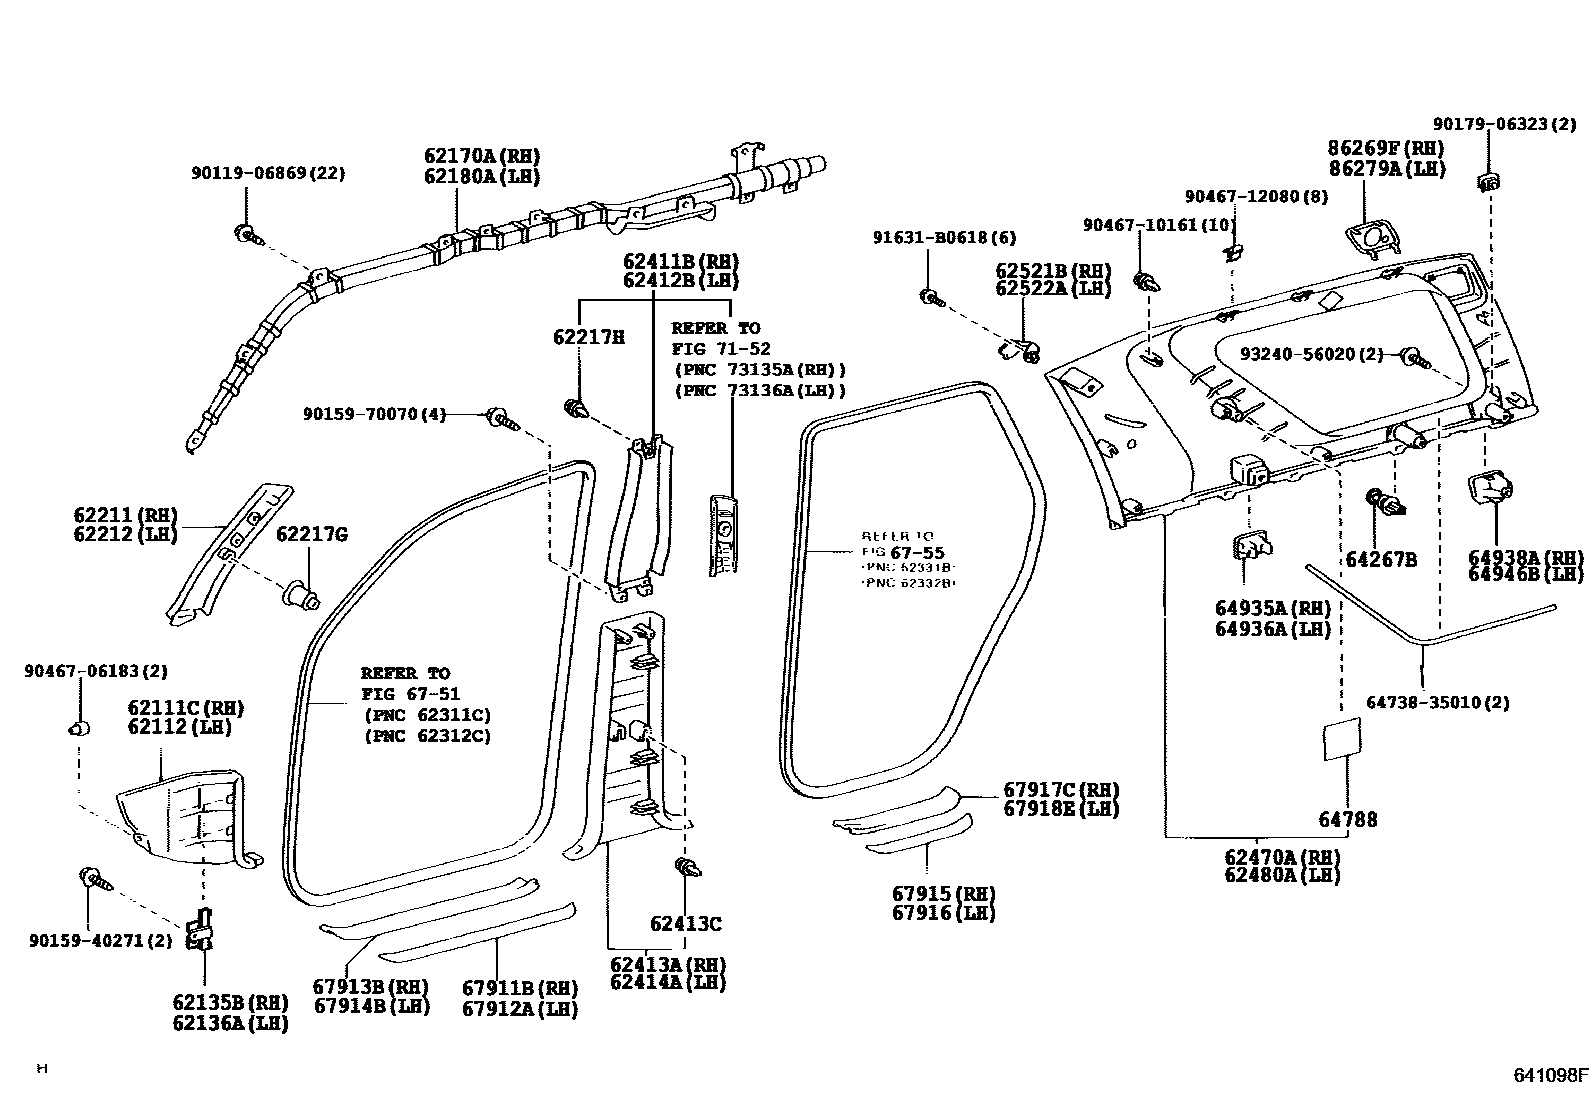 90179-06323(2)
86269F(RH)
86279A(LH)
62170A(RH)
62180A(LH)
90119-06869(22)
90467-12080(8)
90467-10161(10)
91631-B0618(6)
62521B(RH)
62522A(LH)
62411B(RH)
62412B(LH)
62217H
REFER TO
FIG 71-52
(PNC 73135A(RH))
(PNC 73136A(LH))
93240-56020(2)
90159-70070(4)
62211(RH)
62212(LH)
62217G
REFER TO
FIG 67-55
(PNC 62331B)
(PNC 62332B)
64267B
64938A(RH)
64946B(LH)
64935A(RH)
64936A(LH)
90467-06183(2)
62111C(RH)
62112(LH)
REFER TO
FIG 67-51
(PNC 62311C)
(PNC 62312C)
64738-35010(2)
67917C(RH)
67918E(LH)
64788
62470A(RH)
62480A(LH)
67915(RH)
67916(LH)
62413C
90159-40271(2)
62413A(RH)
62414A(LH)
67913B(RH)
67914B(LH)
67911B(RH)
67912A(LH)
62135B(RH)
62136A(LH)
H
641098F